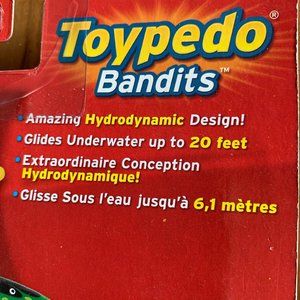 Toypedo®
Bandits™
• Amazing Hydrodynamic Design!
• Glides Underwater up to 20 feet
• Extraordinaire Conception
Hydrodynamique!
• Glisse Sous l'eau jusqu'à 6,1 mètres